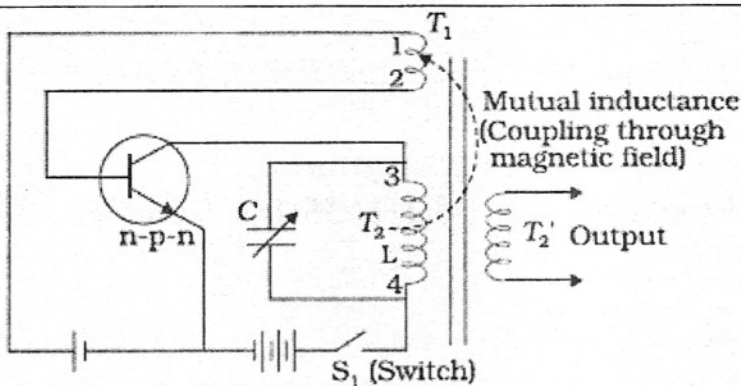 T₁
1
2
Mutual inductance
(Coupling through
magnetic field)
3
C
T₂
n-p-n
L
T₂' Output
4
S₁ (Switch)